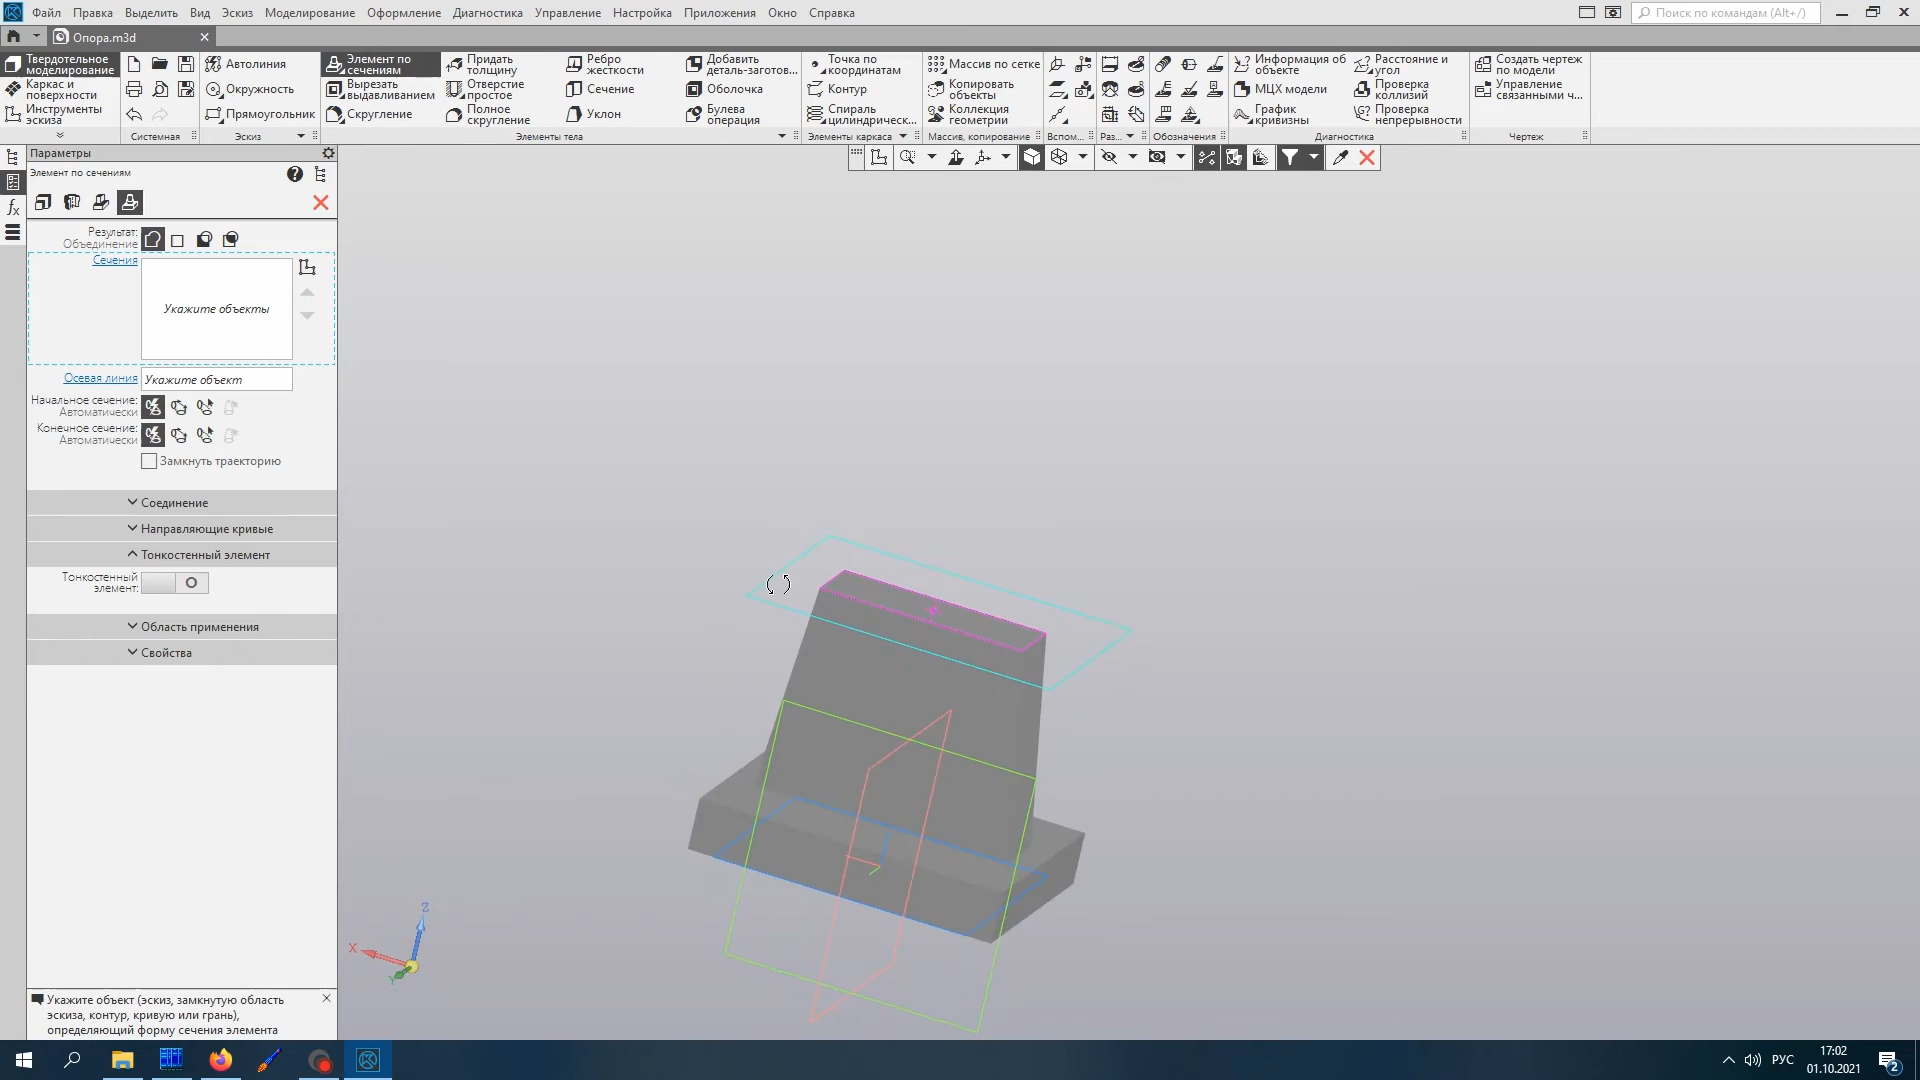 Файл Правка Выделить Вид Эскиз Моделирование Оформление Диагностика Управление Настройка Приложения Окно Справка
Поиск по командам (Alt+/)
Опора.m3d
Твердотельное моделирование
Каркас и поверхности
Инструменты эскиза
Системная
Автолиния
Окружность
Прямоугольник
Эскиз
Элемент по сечениям
Вырезать выдавливанием
Скругление
Придать толщину
Отверстие простое
Полное скругление
Ребро жесткости
Сечение
Уклон
Добавить деталь-заготов...
Оболочка
Булева операция
Элементы тела
Точка по координатам
Контур
Спираль цилиндрическ...
Элементы каркаса
Массив по сетке
Копировать объекты
Коллекция геометрии
Массив, копирование
Вспом...
Раз...
Обозначения
Информация об объекте
МЦХ модели
График кривизны
Расстояние и угол
Проверка коллизий
Проверка непрерывности
Диагностика
Создать чертеж по модели
Управление связанными ч...
Чертеж
Параметры
Элемент по сечениям
Результат:
Объединение
Сечения
Укажите объекты
Осевая линия
Укажите объект
Начальное сечение:
Автоматически
Конечное сечение:
Автоматически
Замкнуть траекторию
Соединение
Направляющие кривые
Тонкостенный элемент
Тонкостенный
элемент:
Область применения
Свойства
Z
X
Y
Укажите объект (эскиз, замкнутую область
эскиза, контур, кривую или грань),
определяющий форму сечения элемента
РУС
17:02
01.10.2021
2